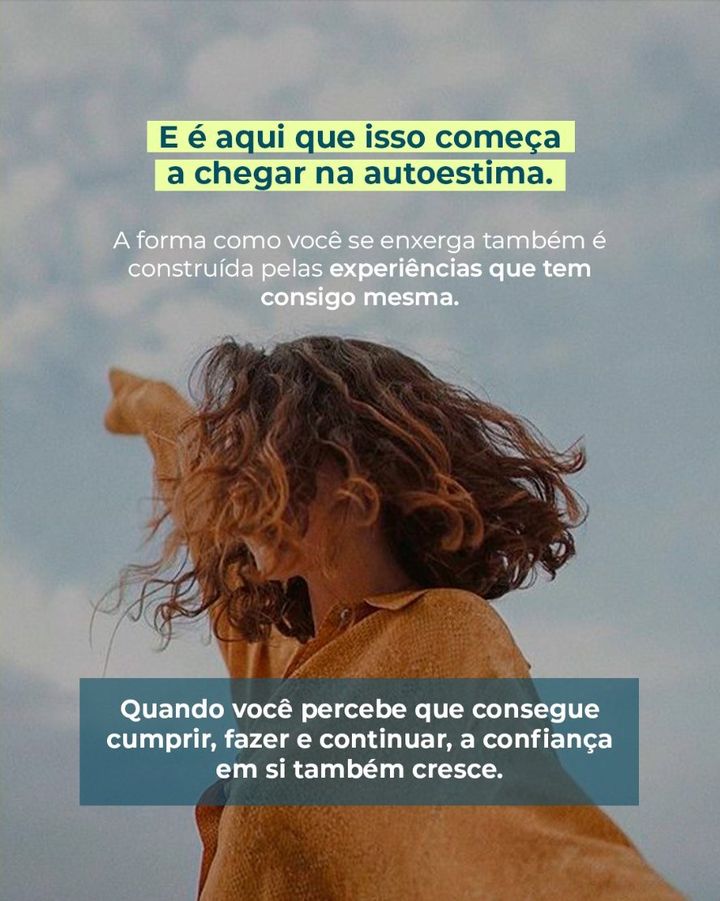 E é aqui que isso começa
a chegar na autoestima.
A forma como você se enxerga também é
construída pelas experiências que tem
consigo mesma.
Quando você percebe que consegue
cumprir, fazer e continuar, a confiança
em si também cresce.